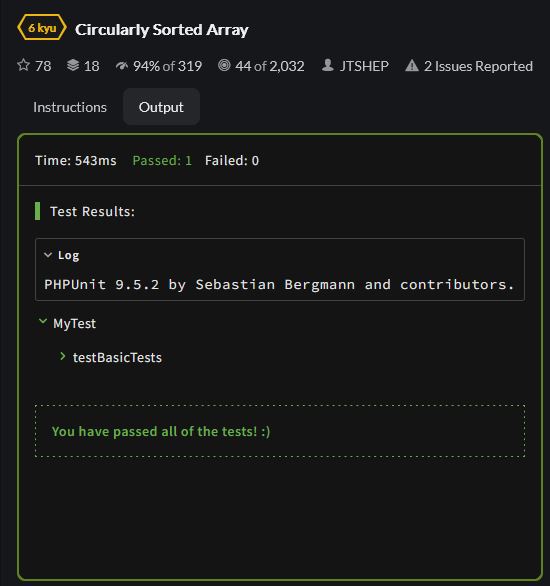 6 kyu Circularly Sorted Array
78 18 94% of 319 44 of 2,032 JTSHEP 2 Issues Reported
Instructions Output
Time: 543ms Passed: 1 Failed: 0
Test Results:
Log
PHPUnit 9.5.2 by Sebastian Bergmann and contributors.
MyTest
testBasicTests
You have passed all of the tests! :)